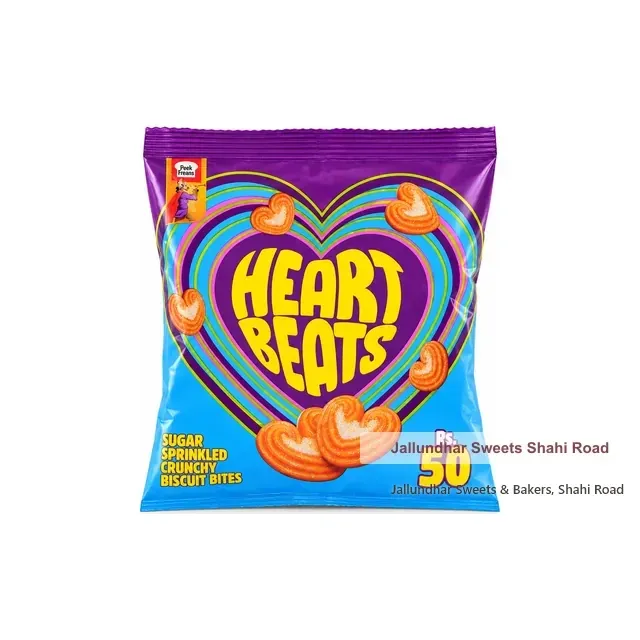 Peek
Freans
HEART
BEATS
SUGAR
SPRINKLED
CRUNCHY
BISCUIT BITES
Rs.
50
Jallundhar Sweets Shahi Road
Jallundhar Sweets & Bakers, Shahi Road